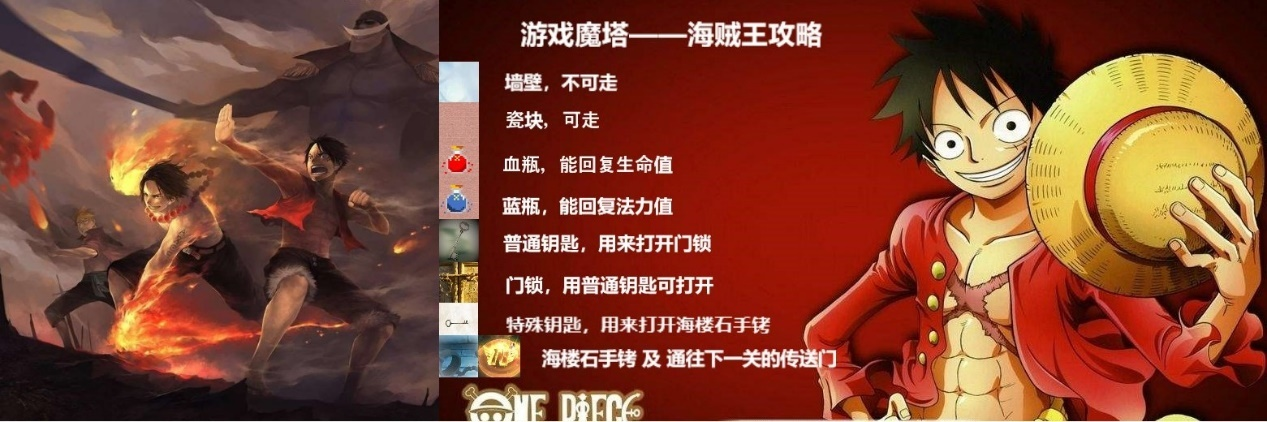 游戏魔塔——海贼王攻略
墙壁，不可走
瓷块，可走
血瓶，能回复生命值
蓝瓶，能回复法力值
普通钥匙，用来打开门锁
门锁，用普通钥匙可打开
特殊钥匙，用来打开海楼石手铐
海楼石手铐 及 通往下一关的传送门
ONE PIECE